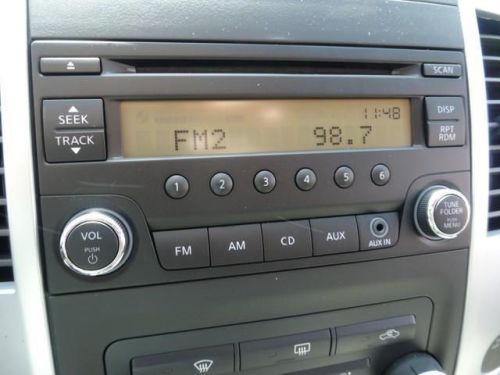 SCAN
SEEK
TRACK
11:48
FM2 98.7
DISP
RPT
RDM
1 2 3 4 5 6
VOL
PUSH
FM AM CD AUX
AUX IN
TUNE
FOLDER
PUSH
MENU